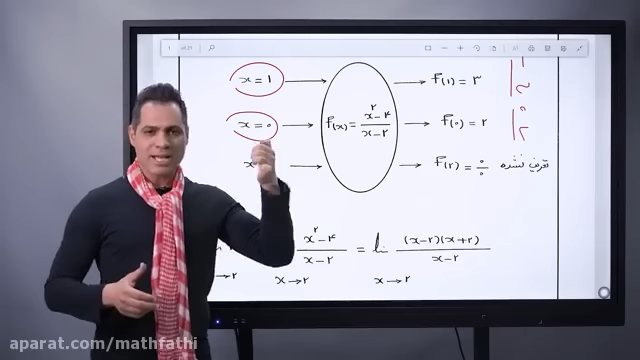 x = ۱ → f(۱) = ۳
x = ۰ → f(x) = x^۲ - ۴ / x - ۲ → f(۰) = ۲
x → f(۲) = ۰/۰ تعریف نشده
x^۲ - ۴ / x - ۲ = lim (x-۲)(x+۲) / x-۲
x→۲ x→۲
aparat.com/mathfathi